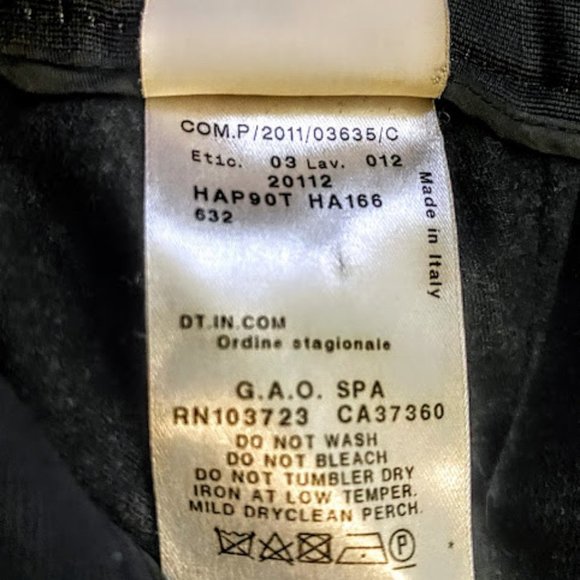 COM.P/2011/03635/C
Etic. 03 Lav. 012
20112
HAP90T HA166
632
Made in Italy
DT.IN.COM
Ordine stagionale
G.A.O. SPA
RN103723 CA37360
DO NOT WASH
DO NOT BLEACH
DO NOT TUMBLER DRY
IRON AT LOW TEMPER.
MILD DRYCLEAN PERCH.
P